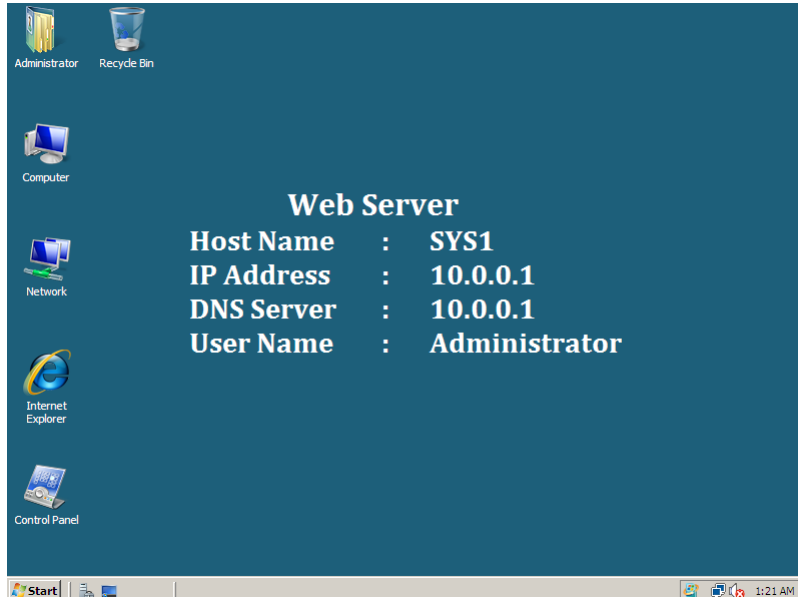 Administrator
Recycle Bin
Computer
Network
Internet
Explorer
Control Panel
Web Server
Host Name : SYS1
IP Address : 10.0.0.1
DNS Server : 10.0.0.1
User Name : Administrator
Start
1:21 AM